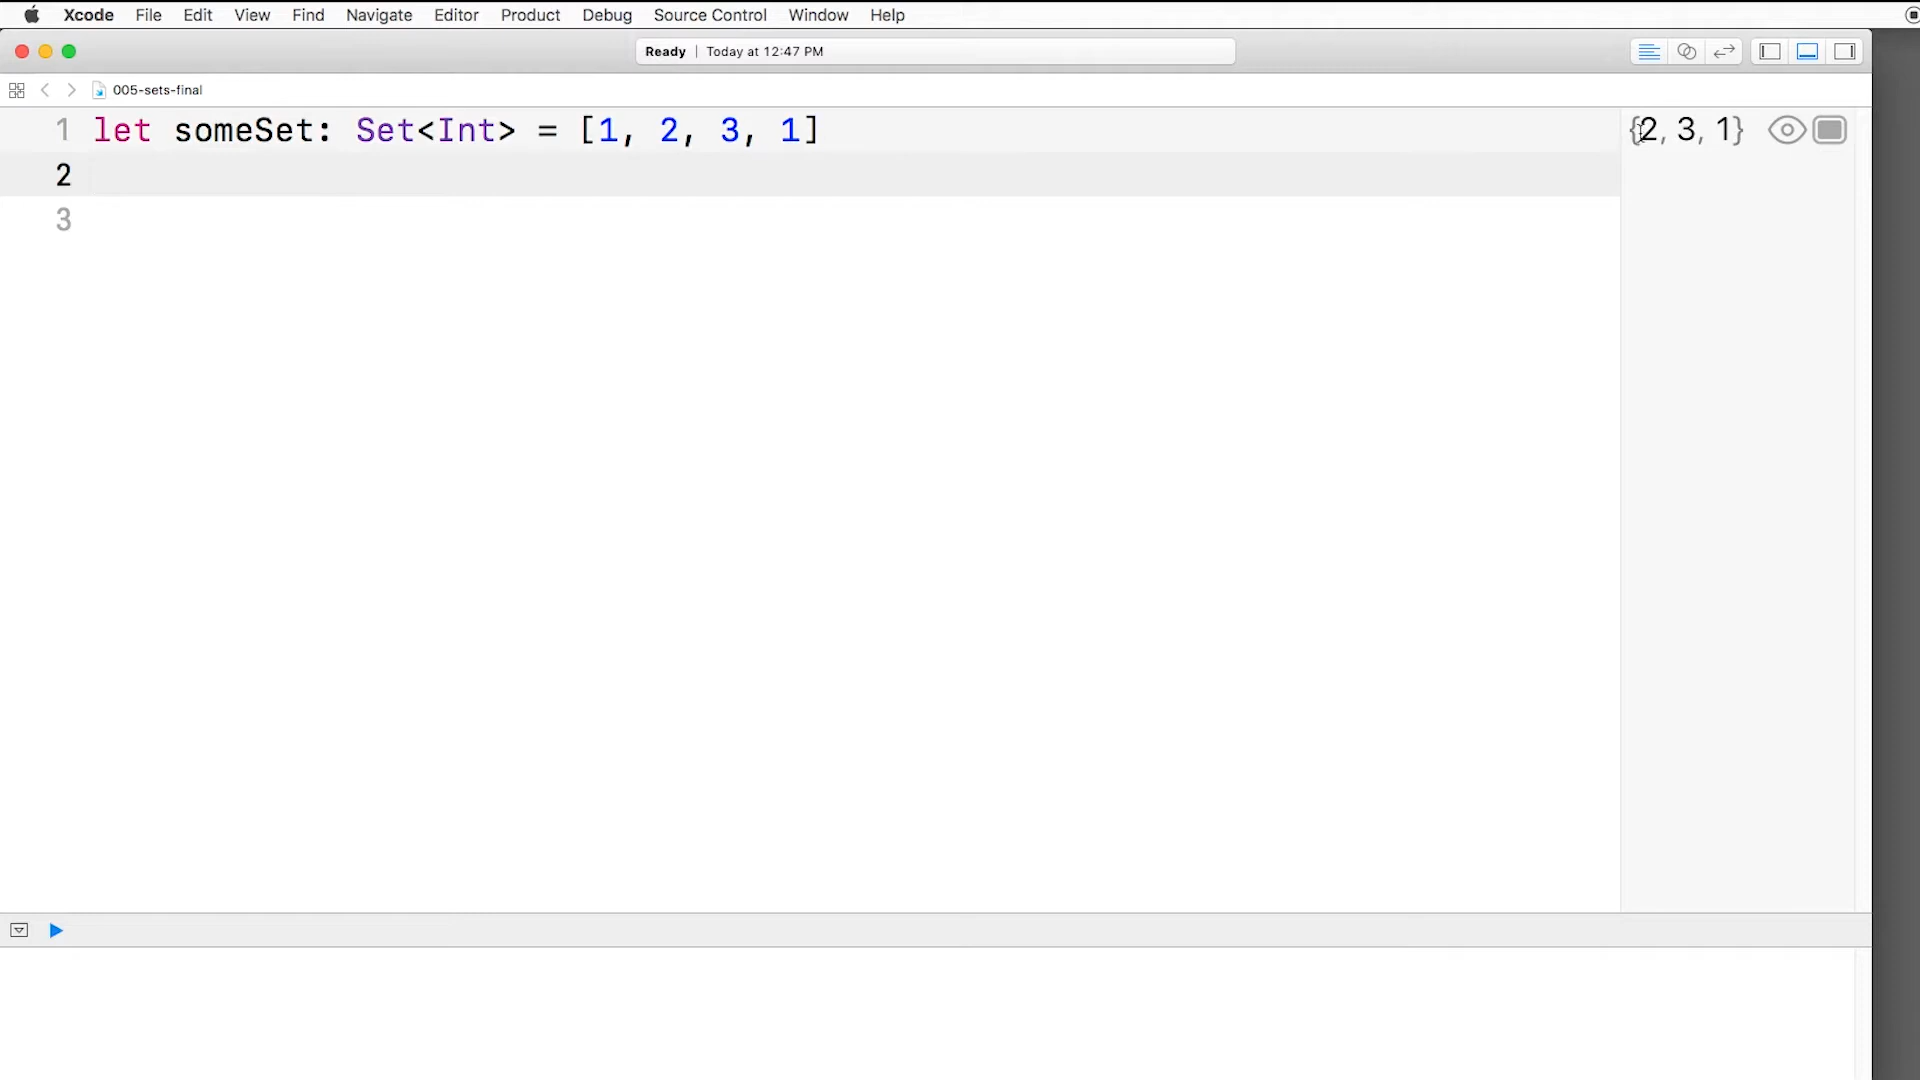 Xcode File Edit View Find Navigate Editor Product Debug Source Control Window Help
Ready | Today at 12:47 PM
005-sets-final
1 let someSet: Set<Int> = [1, 2, 3, 1] {2, 3, 1}
2
3